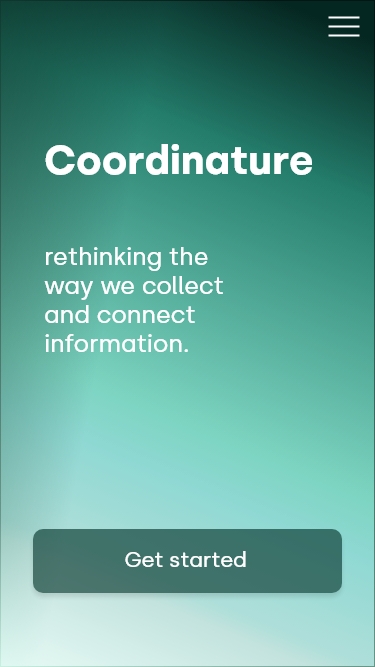 Coordinature
rethinking the
way we collect
and connect
information.
Get started